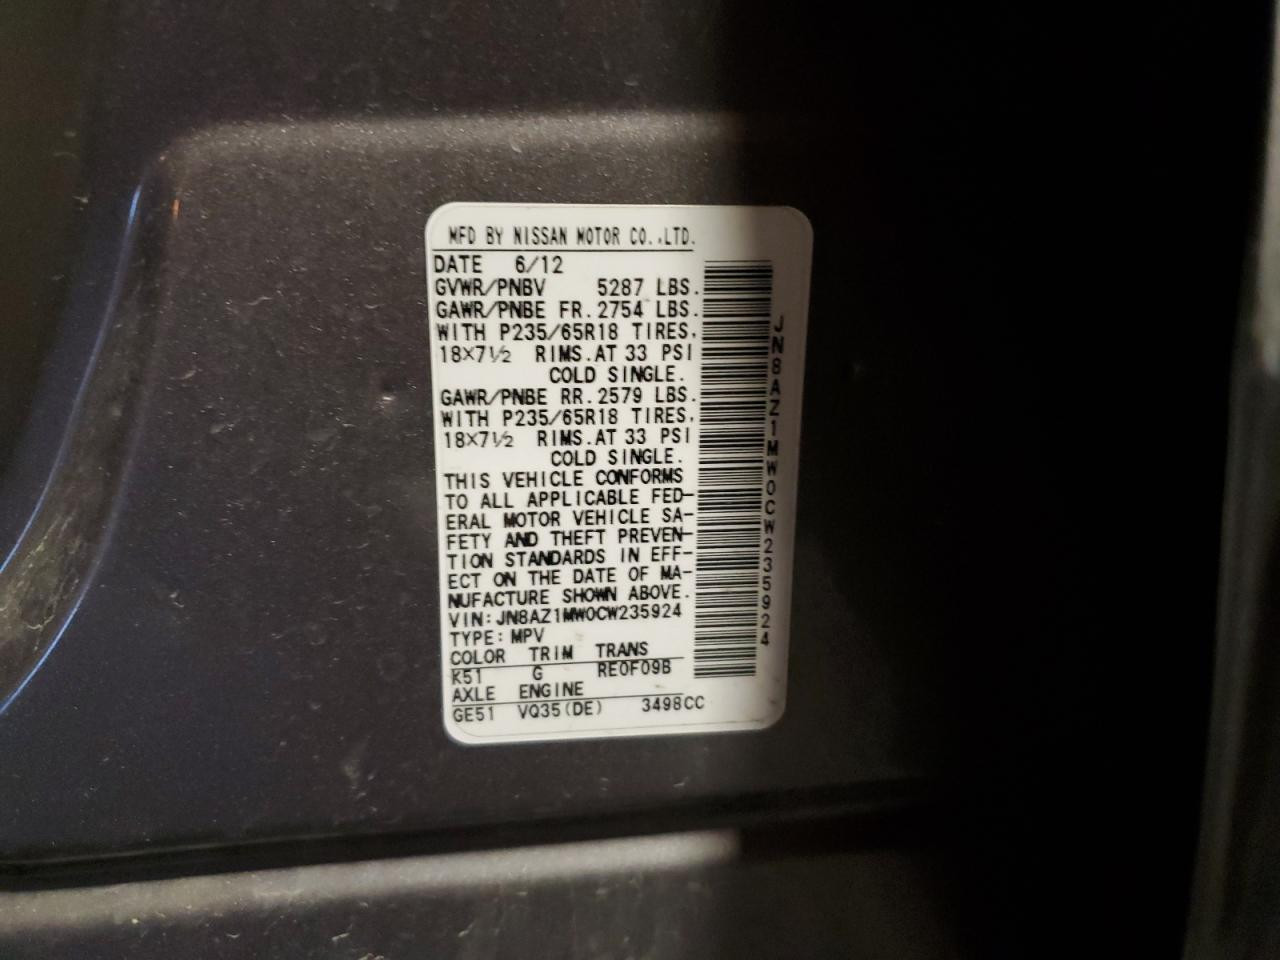 MFD BY NISSAN MOTOR CO.,LTD.
DATE 6/12
GVWR/PNBV 5287 LBS.
GAWR/PNBE FR. 2754 LBS.
WITH P235/65R18 TIRES,
18×7½ RIMS.AT 33 PSI
COLD SINGLE.
GAWR/PNBE RR. 2579 LBS.
WITH P235/65R18 TIRES,
18×7½ RIMS.AT 33 PSI
COLD SINGLE.
THIS VEHICLE CONFORMS
TO ALL APPLICABLE FED-
ERAL MOTOR VEHICLE SA-
FETY AND THEFT PREVEN-
TION STANDARDS IN EFF-
ECT ON THE DATE OF MA-
NUFACTURE SHOWN ABOVE.
VIN: JN8AZ1MW0CW235924
TYPE: MPV
COLOR TRIM TRANS
K51 G RE0F09B
AXLE ENGINE
GE51 VQ35(DE) 3498CC
JN8AZ1MW0CW235924